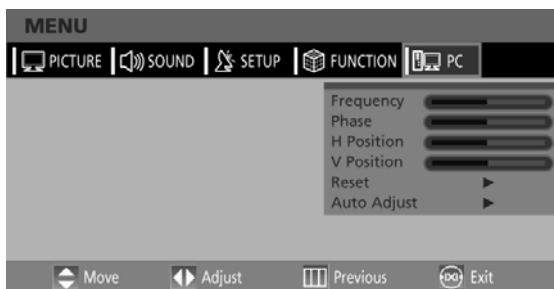 MENU
PICTURE SOUND SETUP FUNCTION PC
Frequency
Phase
H Position
V Position
Reset
Auto Adjust
Move Adjust Previous Exit